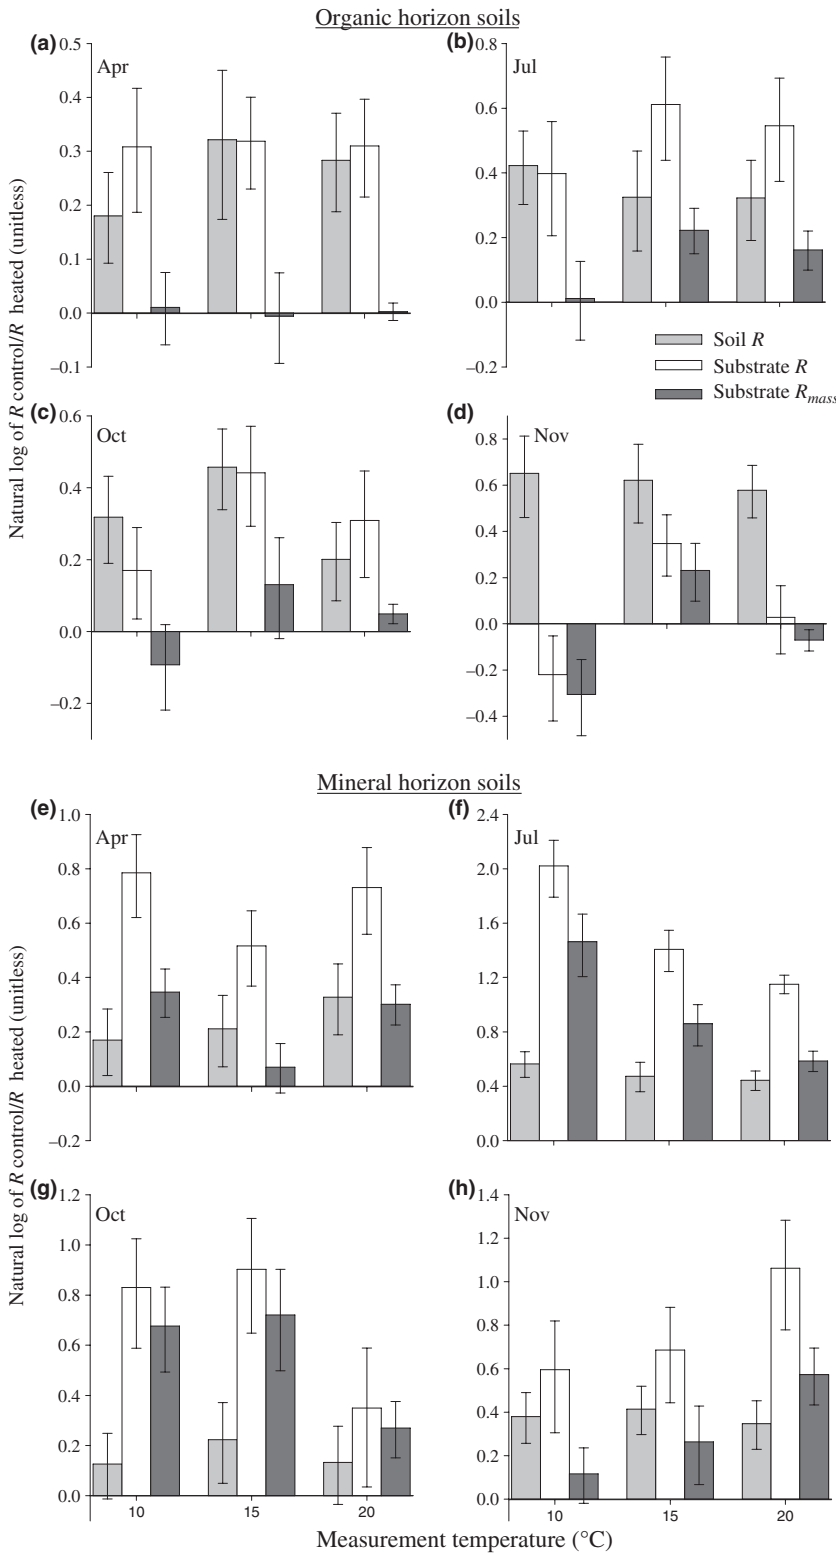 Organic horizon soils
(a)
Apr
0.5
0.4
0.3
0.2
0.1
0.0
–0.1
(b)
Jul
0.8
0.6
0.4
0.2
0.0
–0.2
Soil R
Substrate R
Substrate Rmass
(c)
Oct
0.6
0.4
0.2
0.0
–0.2
(d)
Nov
0.8
0.6
0.4
0.2
0.0
–0.2
–0.4
Natural log of R control/R heated (unitless)
Mineral horizon soils
(e)
Apr
1.0
0.8
0.6
0.4
0.2
0.0
–0.2
(f)
Jul
2.4
2.0
1.6
1.2
0.8
0.4
0.0
(g)
Oct
1.2
1.0
0.8
0.6
0.4
0.2
0.0
10 15 20
(h)
Nov
1.4
1.2
1.0
0.8
0.6
0.4
0.2
0.0
10 15 20
Natural log of R control/R heated (unitless)
Measurement temperature (°C)